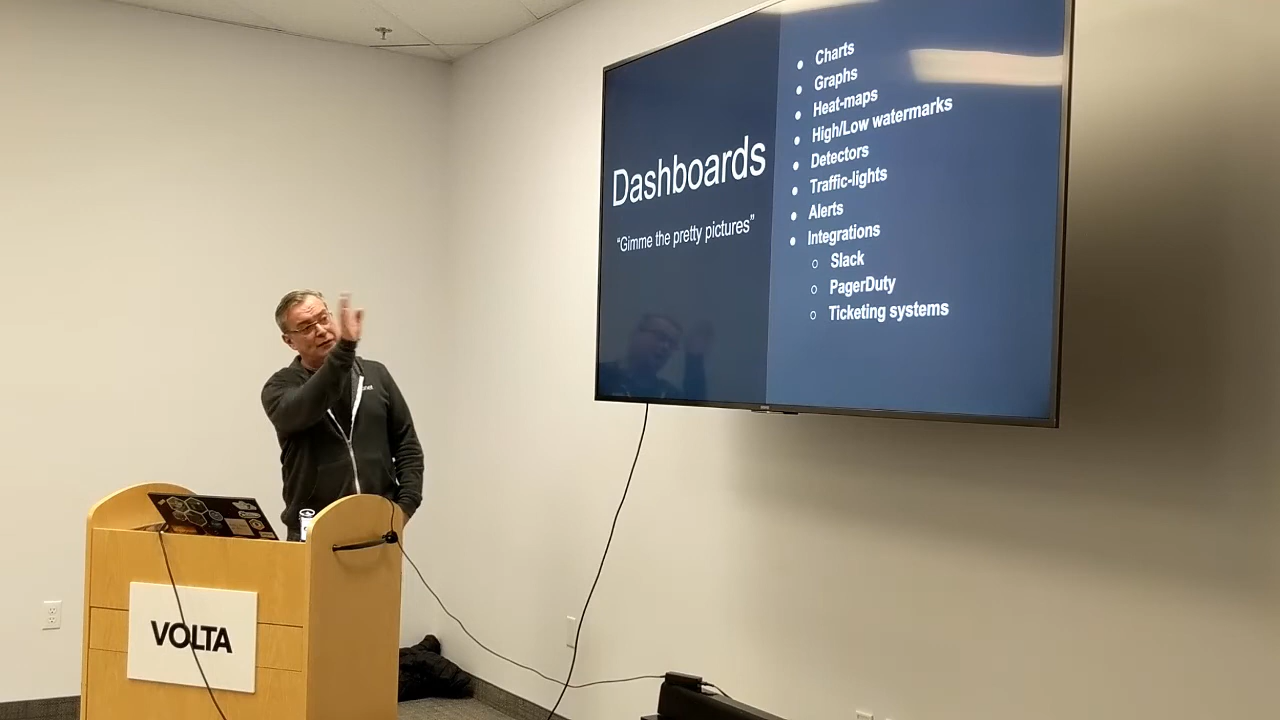 Dashboards
“Gimme the pretty pictures”
Charts
Graphs
Heat-maps
High/Low watermarks
Detectors
Traffic-lights
Alerts
Integrations
Slack
PagerDuty
Ticketing systems
VOLTA